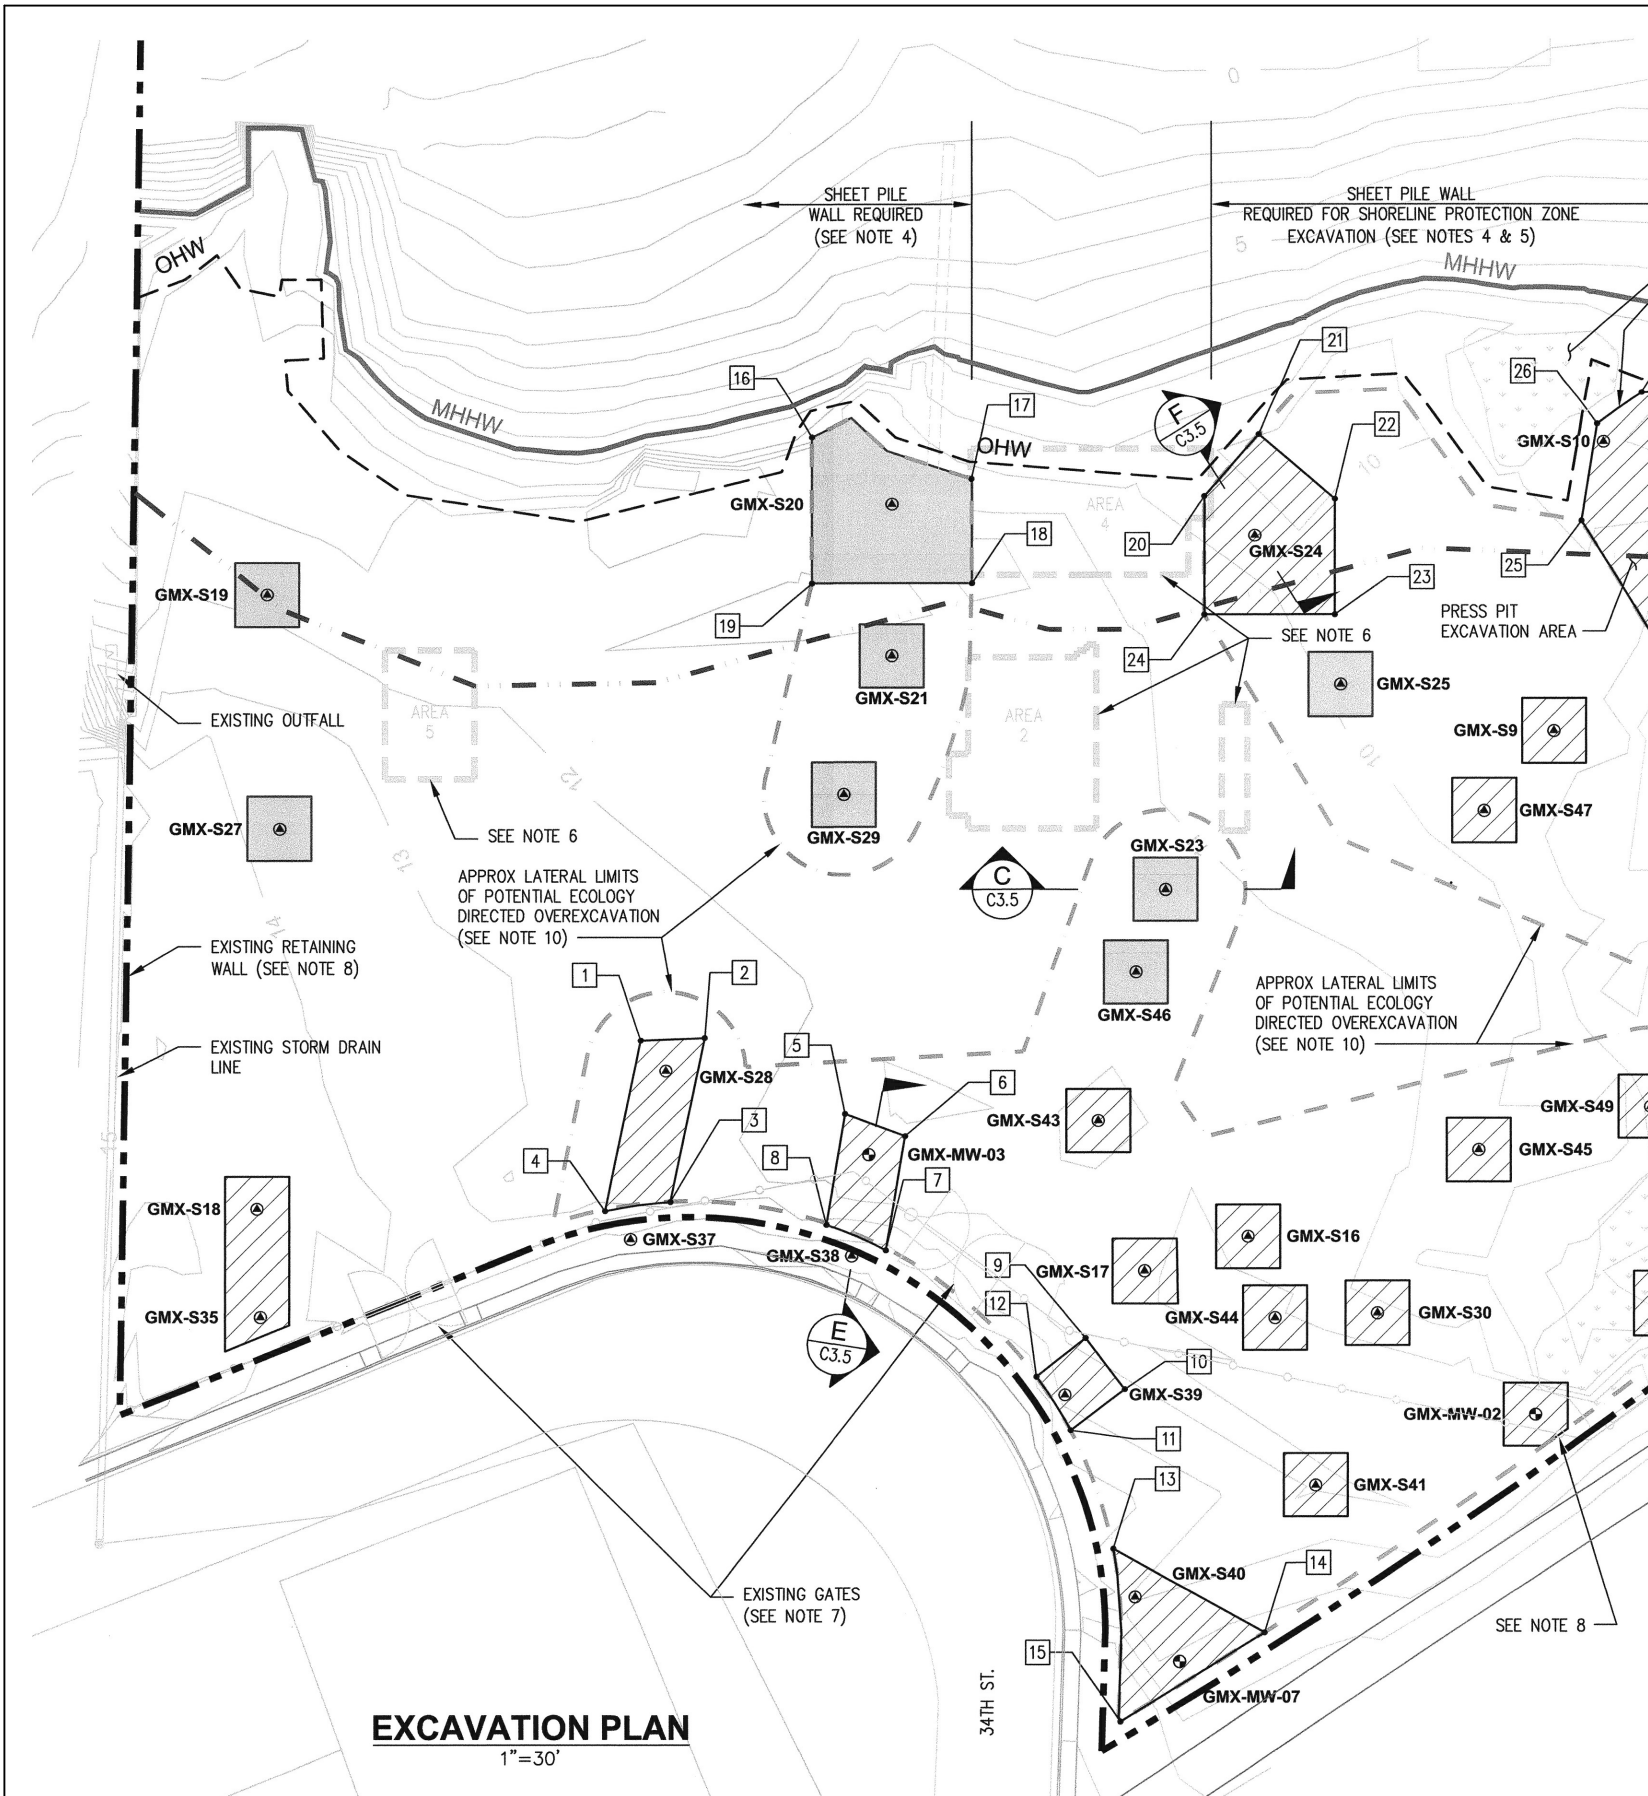 0
SHEET PILE
WALL REQUIRED
(SEE NOTE 4)
SHEET PILE WALL
REQUIRED FOR SHORELINE PROTECTION ZONE
EXCAVATION (SEE NOTES 4 & 5)
5
OHW
MHHW
21
16
26
17
MHHW
F
C3.5
22
OHW
GMX-S10
10
GMX-S20
AREA
4
18
20
GMX-S24
25
23
GMX-S19
PRESS PIT
EXCAVATION AREA
19
SEE NOTE 6
24
GMX-S25
GMX-S21
AREA
5
AREA
2
EXISTING OUTFALL
GMX-S9
10
12
GMX-S47
GMX-S27
SEE NOTE 6
GMX-S29
GMX-S23
13
APPROX LATERAL LIMITS
OF POTENTIAL ECOLOGY
DIRECTED OVEREXCAVATION
(SEE NOTE 10)
C
C3.5
14
EXISTING RETAINING
WALL (SEE NOTE 8)
1
2
GMX-S46
APPROX LATERAL LIMITS
OF POTENTIAL ECOLOGY
DIRECTED OVEREXCAVATION
(SEE NOTE 10)
EXISTING STORM DRAIN
LINE
5
GMX-S28
6
GMX-S49
3
GMX-S43
15
GMX-S45
4
8
GMX-MW-03
7
GMX-S18
GMX-S37
GMX-S38
GMX-S16
9
GMX-S17
12
GMX-S35
GMX-S44
GMX-S30
E
C3.5
10
GMX-S39
GMX-MW-02
11
13
GMX-S41
14
GMX-S40
EXISTING GATES
(SEE NOTE 7)
SEE NOTE 8
15
GMX-MW-07
34TH ST.
EXCAVATION PLAN
1"=30'